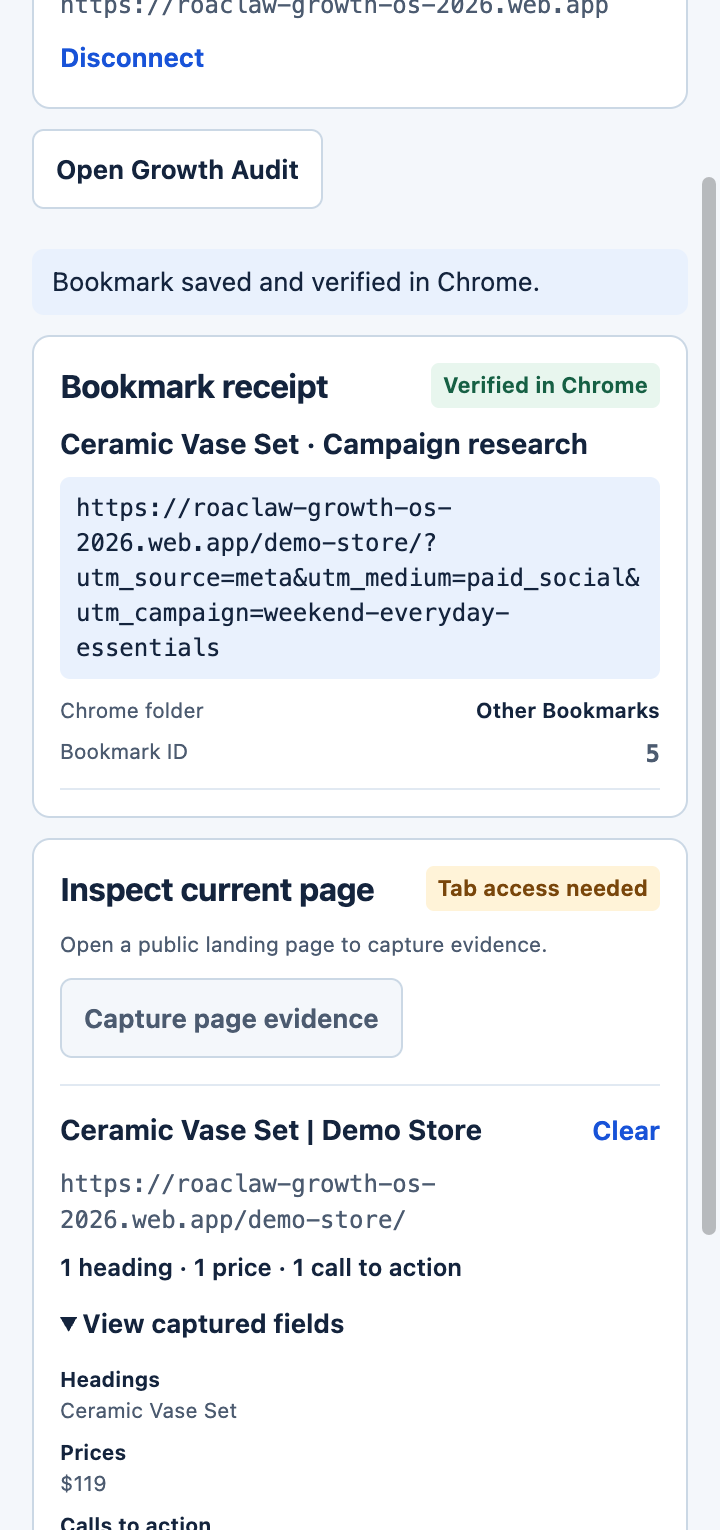 https://roaclaw-growth-os-2026.web.app
Disconnect
Open Growth Audit
Bookmark saved and verified in Chrome.
Bookmark receipt
Verified in Chrome
Ceramic Vase Set · Campaign research
https://roaclaw-growth-os-
2026.web.app/demo-store/?
utm_source=meta&utm_medium=paid_social&
utm_campaign=weekend-everyday-
essentials
Chrome folder
Other Bookmarks
Bookmark ID
5
Inspect current page
Tab access needed
Open a public landing page to capture evidence.
Capture page evidence
Ceramic Vase Set | Demo Store
Clear
https://roaclaw-growth-os-
2026.web.app/demo-store/
1 heading · 1 price · 1 call to action
▼ View captured fields
Headings
Ceramic Vase Set
Prices
$119
Calls to action